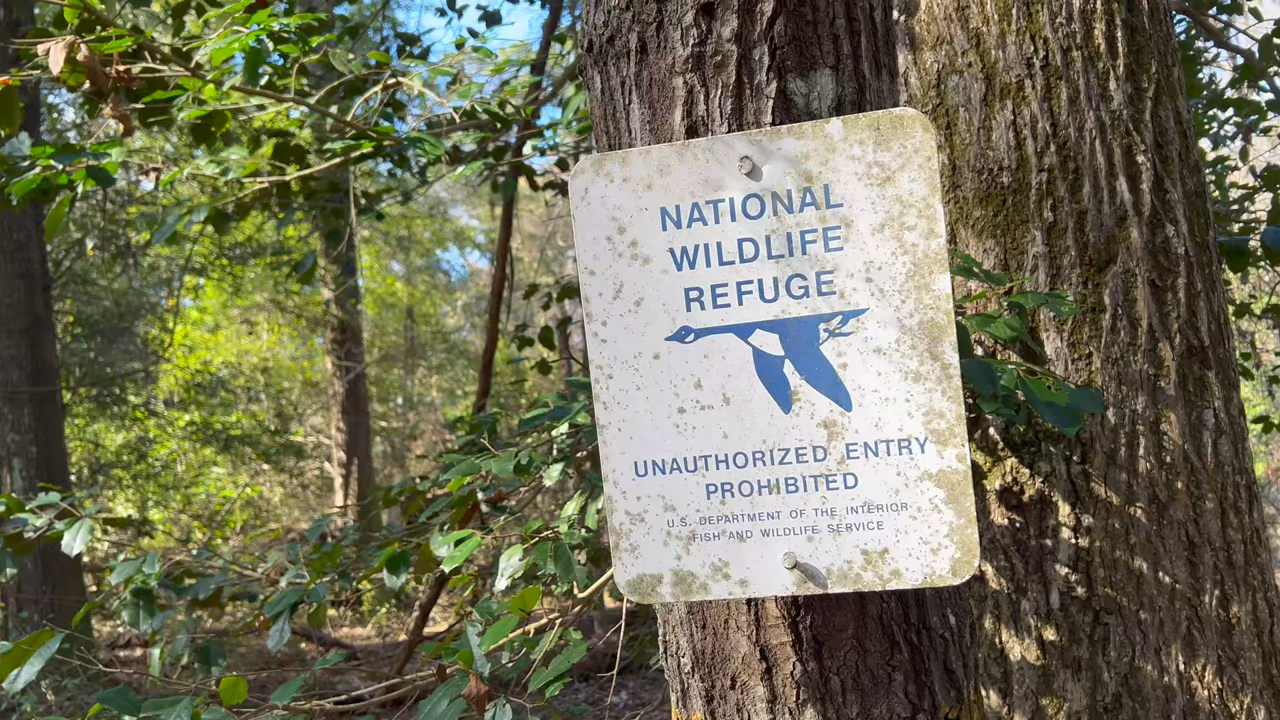 NATIONAL
WILDLIFE
REFUGE
UNAUTHORIZED ENTRY
PROHIBITED
U.S. DEPARTMENT OF THE INTERIOR
FISH AND WILDLIFE SERVICE